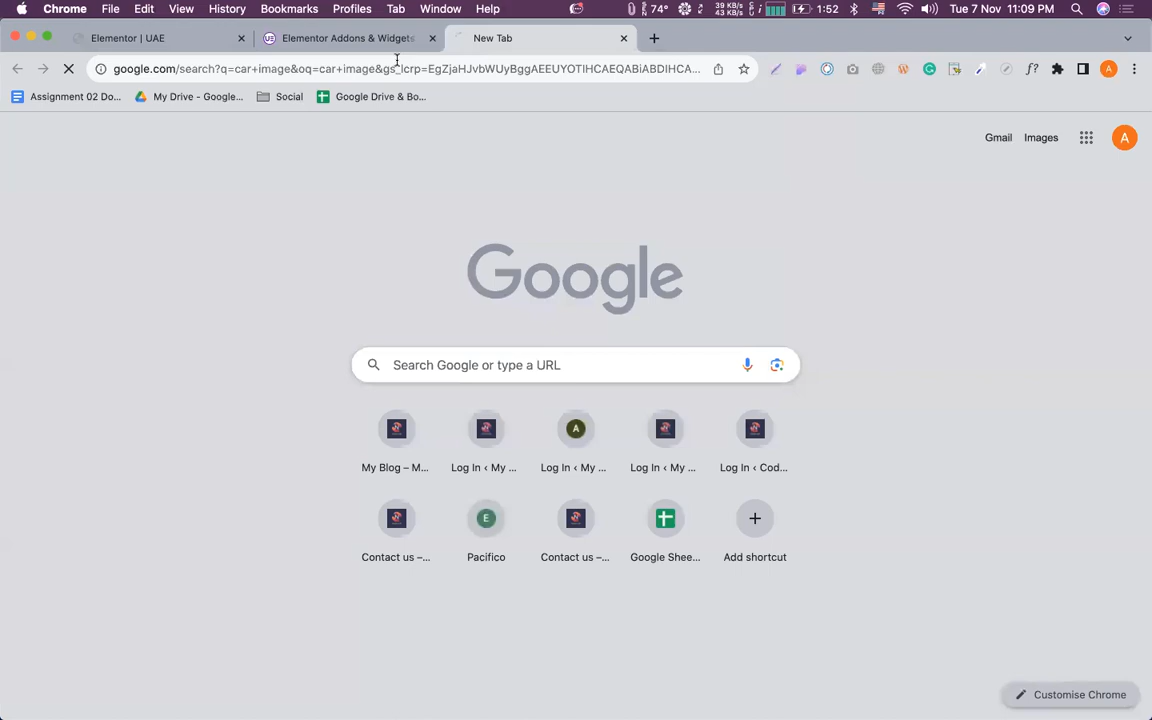 Chrome File Edit View History Bookmarks Profiles Tab Window Help 74° 39 KB/s 43 KB/s 1:52 Tue 7 Nov 11:09 PM
Elementor | UAE Elementor Addons & Widgets New Tab
google.com/search?q=car+image&oq=car+image&gs_lcrp=EgZjaHJvbWUyBggAEEUYOTIHCAEQABiABDIHCA...
Assignment 02 Do... My Drive - Google... Social Google Drive & Bo...
Gmail Images A
Google
Search Google or type a URL
My Blog – M... Log In ‹ My ... Log In ‹ My ... Log In ‹ My ... Log In ‹ Cod...
Contact us –... Pacifico Contact us –... Google Shee... Add shortcut
Customise Chrome